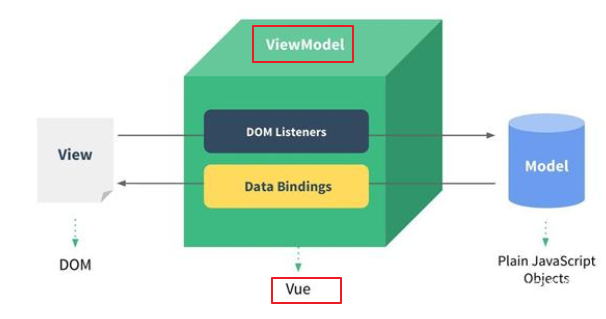 ViewModel
DOM Listeners
View
Model
Data Bindings
DOM
Vue
Plain JavaScript
Objects